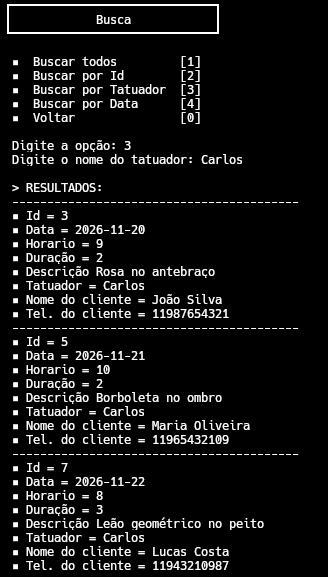 Busca
▪ Buscar todos [1]
▪ Buscar por Id [2]
▪ Buscar por Tatuador [3]
▪ Buscar por Data [4]
▪ Voltar [0]
Digite a opção: 3
Digite o nome do tatuador: Carlos
> RESULTADOS:
-----------------------------------------
▪ Id = 3
▪ Data = 2026-11-20
▪ Horario = 9
▪ Duração = 2
▪ Descrição Rosa no antebraço
▪ Tatuador = Carlos
▪ Nome do cliente = João Silva
▪ Tel. do cliente = 11987654321
-----------------------------------------
▪ Id = 5
▪ Data = 2026-11-21
▪ Horario = 10
▪ Duração = 2
▪ Descrição Borboleta no ombro
▪ Tatuador = Carlos
▪ Nome do cliente = Maria Oliveira
▪ Tel. do cliente = 11965432109
-----------------------------------------
▪ Id = 7
▪ Data = 2026-11-22
▪ Horario = 8
▪ Duração = 3
▪ Descrição Leão geométrico no peito
▪ Tatuador = Carlos
▪ Nome do cliente = Lucas Costa
▪ Tel. do cliente = 11943210987